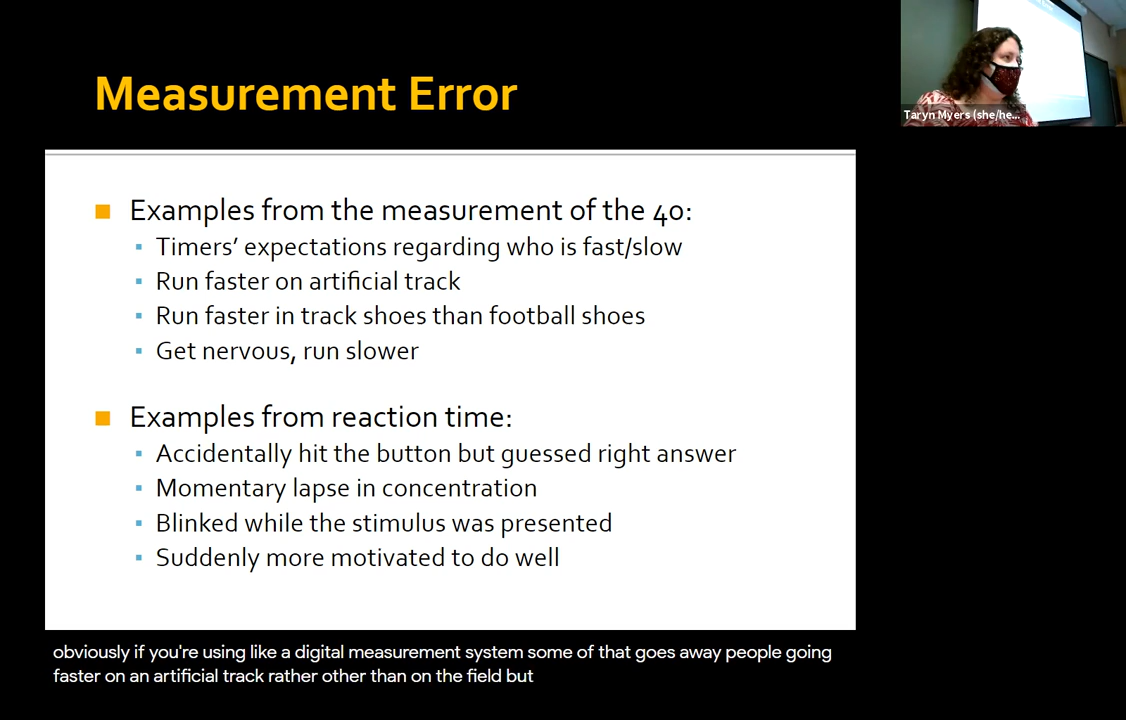 Measurement Error
Taryn Myers (she/he...
Examples from the measurement of the 40:
Timers’ expectations regarding who is fast/slow
Run faster on artificial track
Run faster in track shoes than football shoes
Get nervous, run slower
Examples from reaction time:
Accidentally hit the button but guessed right answer
Momentary lapse in concentration
Blinked while the stimulus was presented
Suddenly more motivated to do well
obviously if you're using like a digital measurement system some of that goes away people going
faster on an artificial track rather other than on the field but